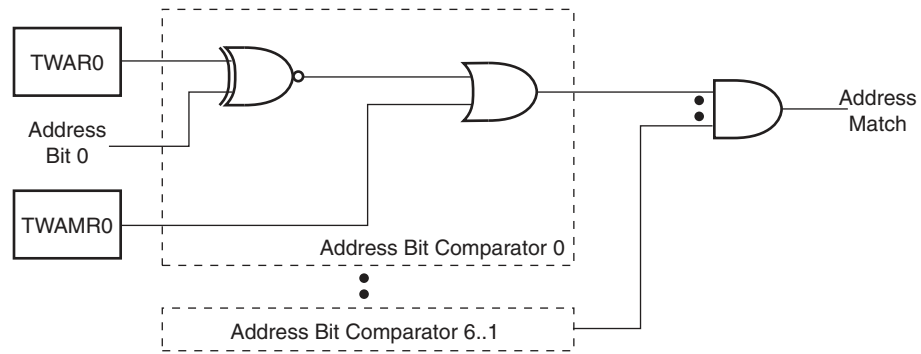 TWAR0
Address
Bit 0
TWAMR0
Address Bit Comparator 0
Address Bit Comparator 6..1
Address
Match